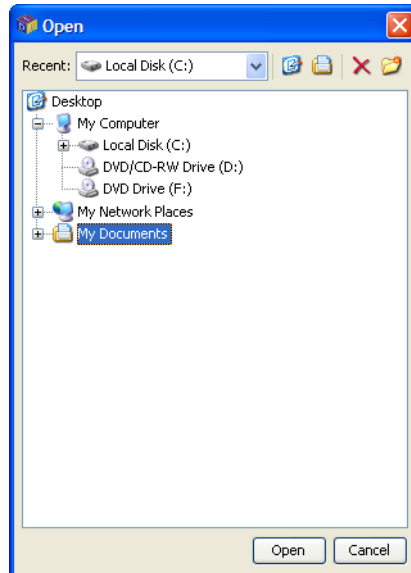 Open
Recent: Local Disk (C:)
Desktop
My Computer
Local Disk (C:)
DVD/CD-RW Drive (D:)
DVD Drive (F:)
My Network Places
My Documents
Open Cancel